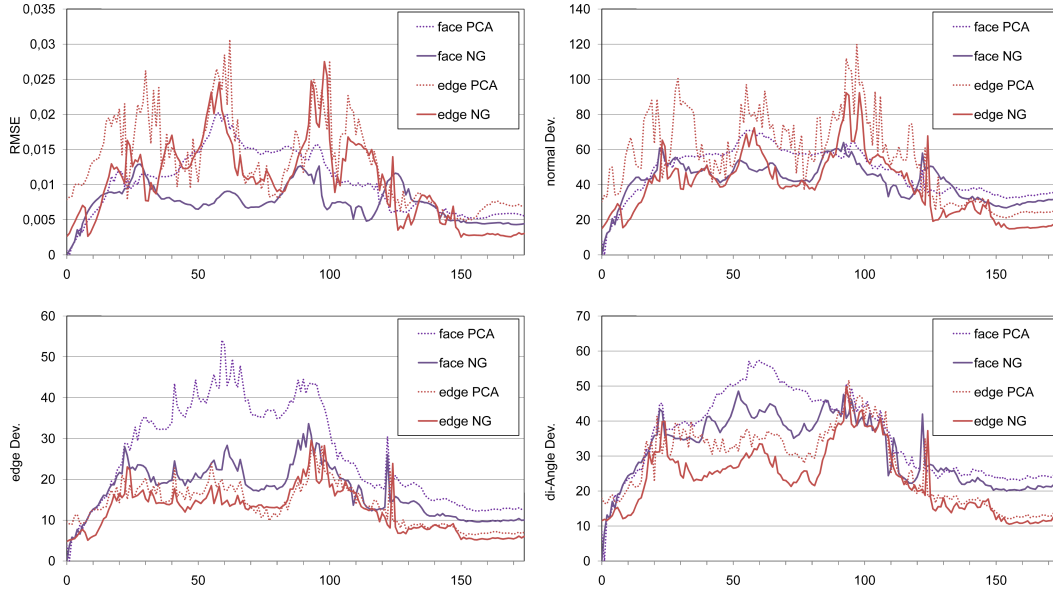 0,035
0,03
0,025
0,02
0,015
0,01
0,005
0
RMSE
0 50 100 150
face PCA
face NG
edge PCA
edge NG
140
120
100
80
60
40
20
0
normal Dev.
0 50 100 150
face PCA
face NG
edge PCA
edge NG
60
50
40
30
20
10
0
edge Dev.
0 50 100 150
face PCA
face NG
edge PCA
edge NG
70
60
50
40
30
20
10
0
di-Angle Dev.
0 50 100 150
face PCA
face NG
edge PCA
edge NG